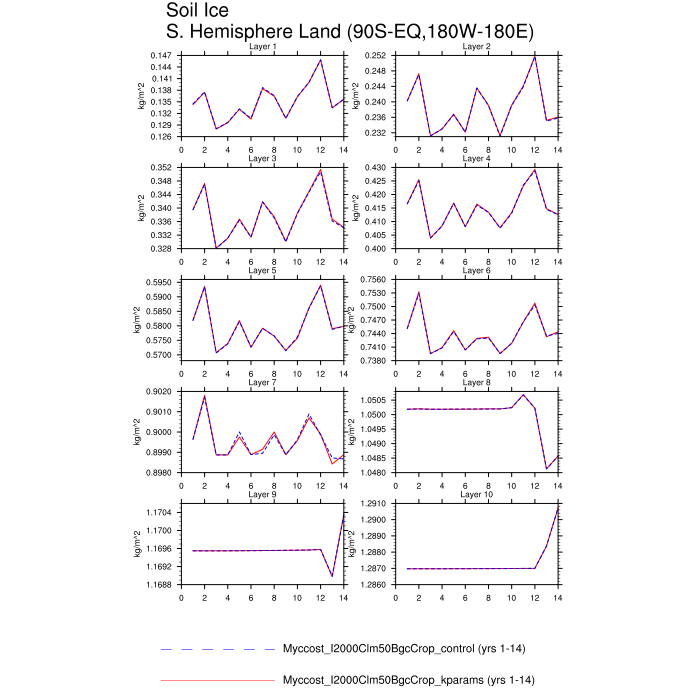 Soil Ice
S. Hemisphere Land (90S-EQ,180W-180E)
Layer 1
0.147
0.144
0.141
0.138
0.135
0.132
0.129
0.126
kg/m^2
0 2 4 6 8 10 12 14
Layer 2
0.252
0.248
0.244
0.240
0.236
0.232
kg/m^2
0 2 4 6 8 10 12 14
Layer 3
0.352
0.348
0.344
0.340
0.336
0.332
0.328
kg/m^2
0 2 4 6 8 10 12 14
Layer 4
0.430
0.425
0.420
0.415
0.410
0.405
0.400
kg/m^2
0 2 4 6 8 10 12 14
Layer 5
0.5950
0.5900
0.5850
0.5800
0.5750
0.5700
kg/m^2
0 2 4 6 8 10 12 14
Layer 6
0.7560
0.7530
0.7500
0.7470
0.7440
0.7410
0.7380
kg/m^2
0 2 4 6 8 10 12 14
Layer 7
0.9020
0.9010
0.9000
0.8990
0.8980
kg/m^2
0 2 4 6 8 10 12 14
Layer 8
1.0505
1.0500
1.0495
1.0490
1.0485
1.0480
kg/m^2
0 2 4 6 8 10 12 14
Layer 9
1.1704
1.1700
1.1696
1.1692
1.1688
kg/m^2
0 2 4 6 8 10 12 14
Layer 10
1.2910
1.2900
1.2890
1.2880
1.2870
1.2860
kg/m^2
0 2 4 6 8 10 12 14
Myccost_I2000Clm50BgcCrop_control (yrs 1-14)
Myccost_I2000Clm50BgcCrop_kparams (yrs 1-14)